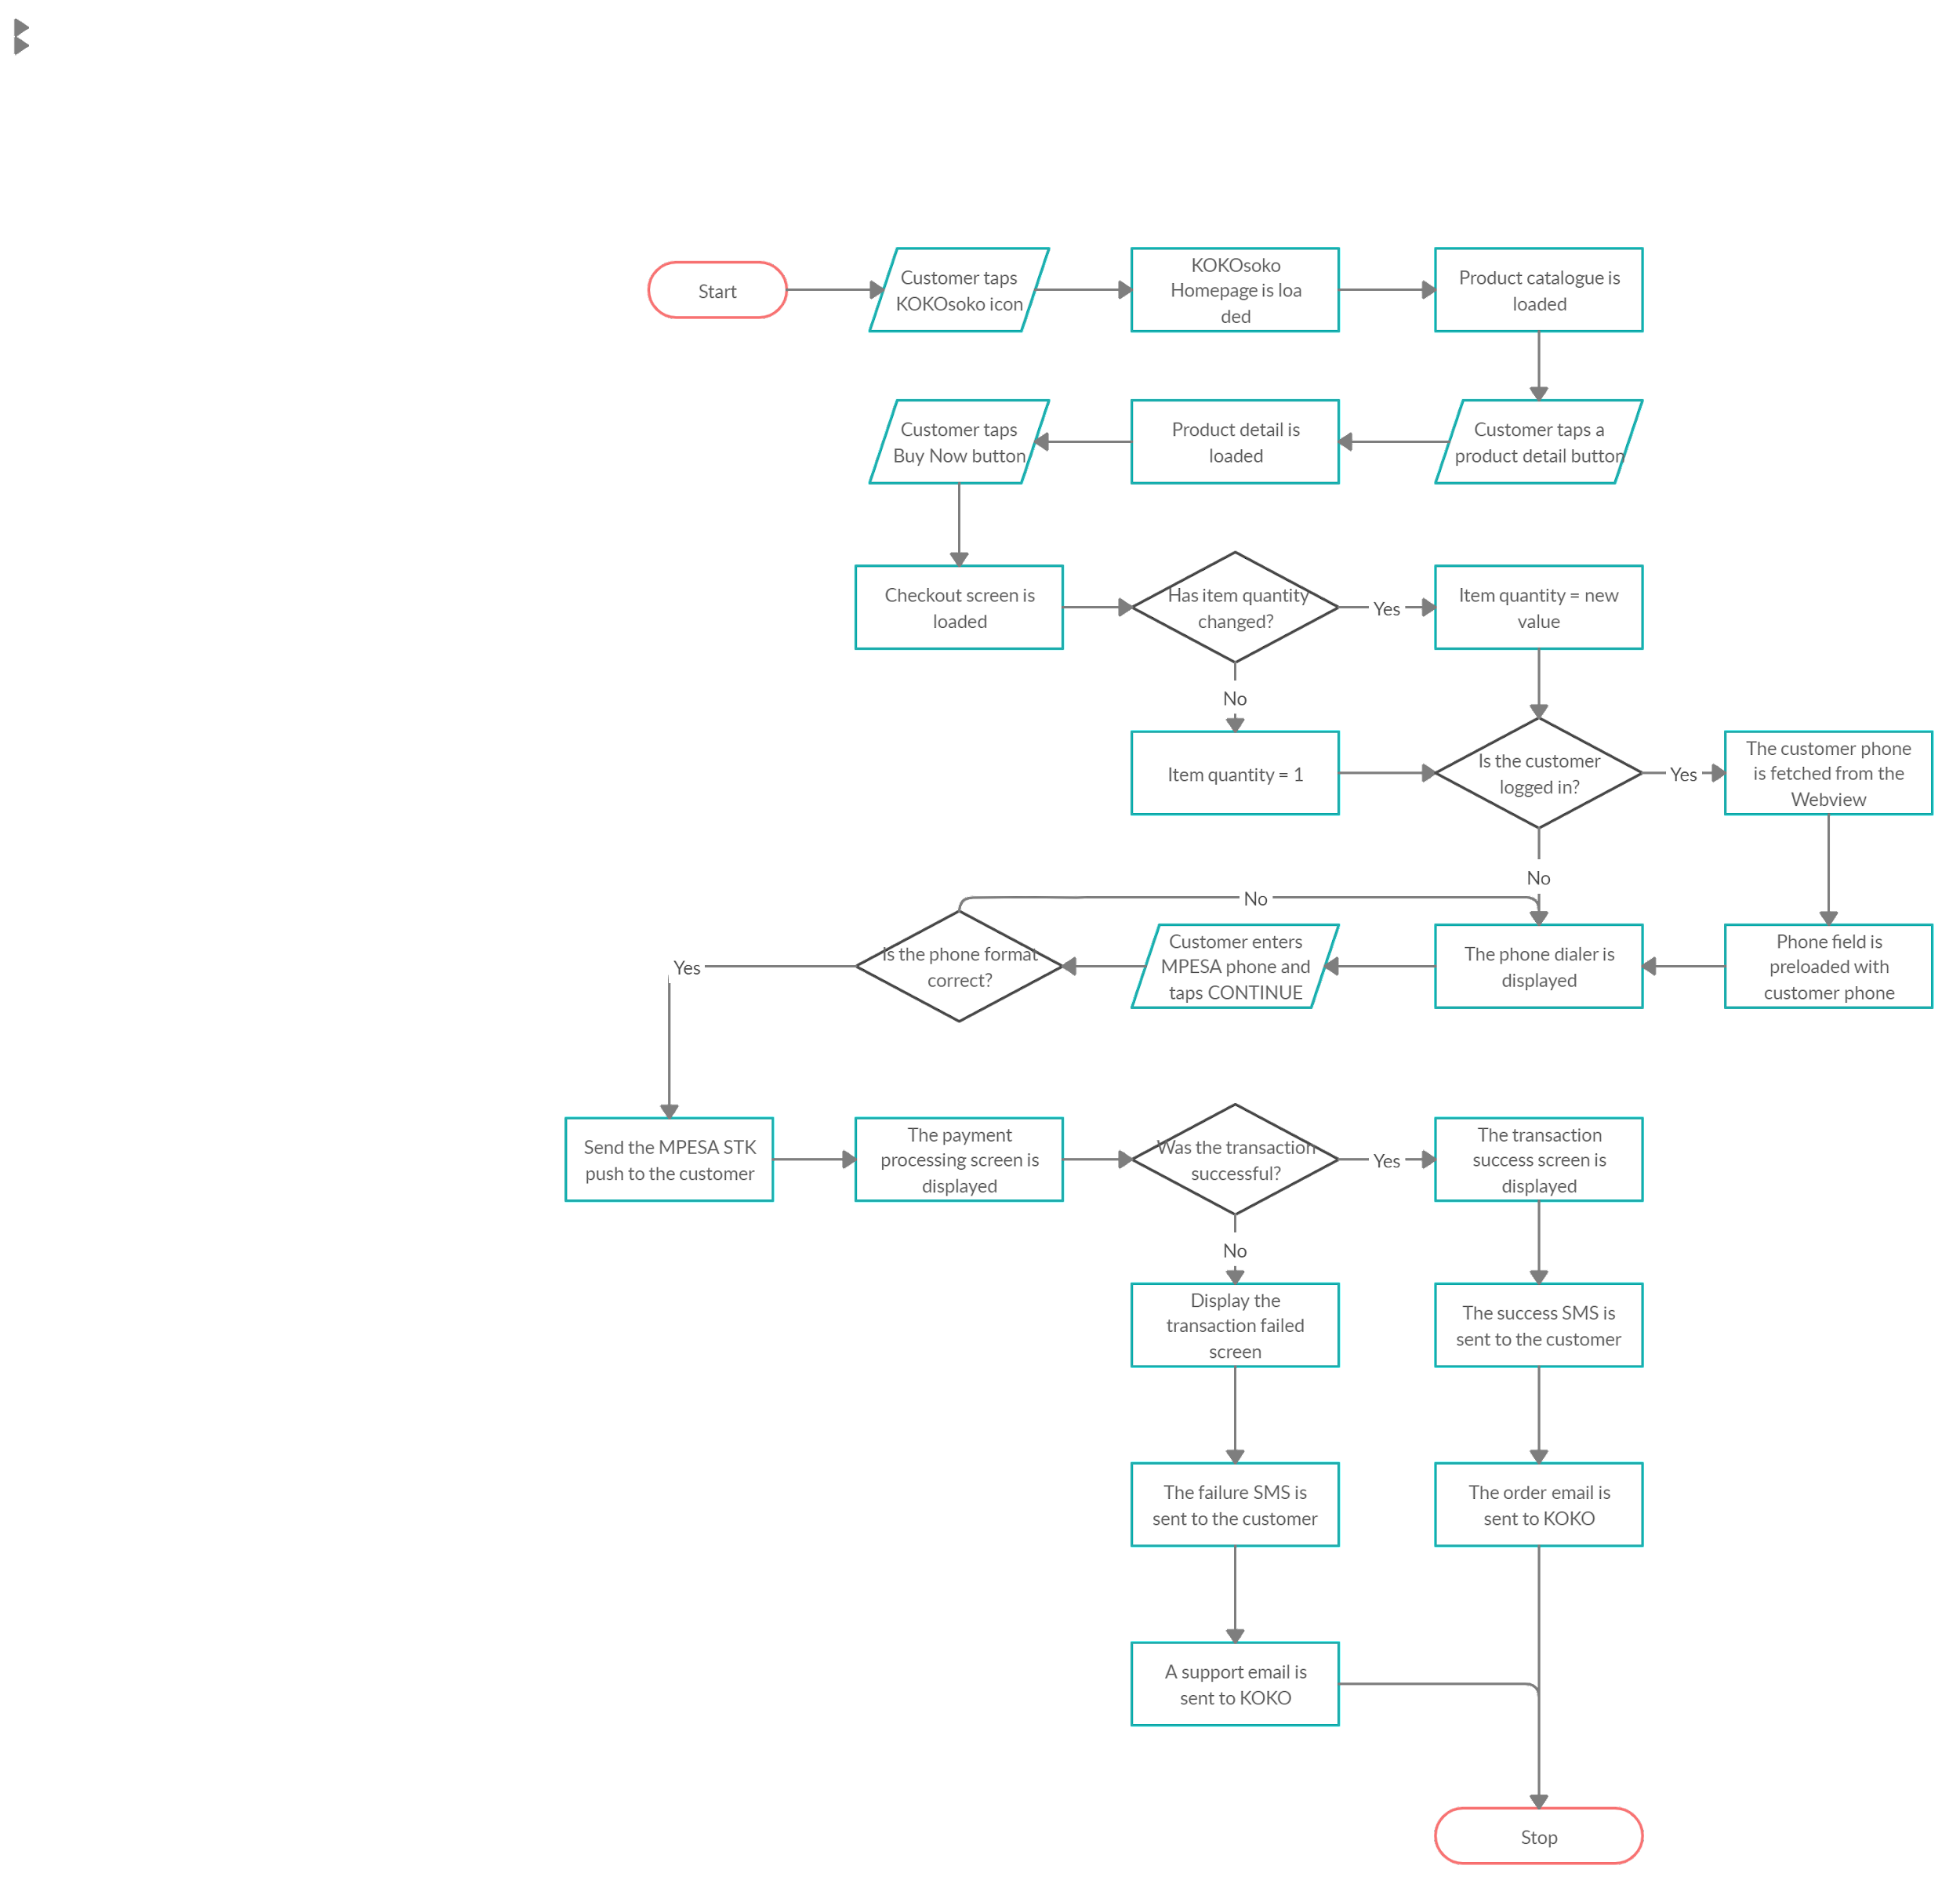 Start
Customer taps
KOKOsoko icon
KOKOsoko
Homepage is loa
ded
Product catalogue is
loaded
Customer taps
Buy Now button
Product detail is
loaded
Customer taps a
product detail button
Checkout screen is
loaded
Has item quantity
changed?
Yes
Item quantity = new
value
No
Item quantity = 1
Is the customer
logged in?
Yes
The customer phone
is fetched from the
Webview
No
No
Is the phone format
correct?
Customer enters
MPESA phone and
taps CONTINUE
The phone dialer is
displayed
Phone field is
preloaded with
customer phone
Yes
Send the MPESA STK
push to the customer
The payment
processing screen is
displayed
Was the transaction
successful?
Yes
The transaction
success screen is
displayed
No
Display the
transaction failed
screen
The success SMS is
sent to the customer
The failure SMS is
sent to the customer
The order email is
sent to KOKO
A support email is
sent to KOKO
Stop